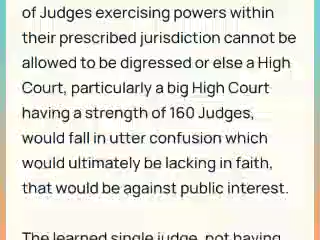 of Judges exercising powers within
their prescribed jurisdiction cannot be
allowed to be digressed or else a High
Court, particularly a big High Court
having a strength of 160 Judges,
would fall in utter confusion which
would ultimately be lacking in faith,
that would be against public interest.
The learned single judge, not having